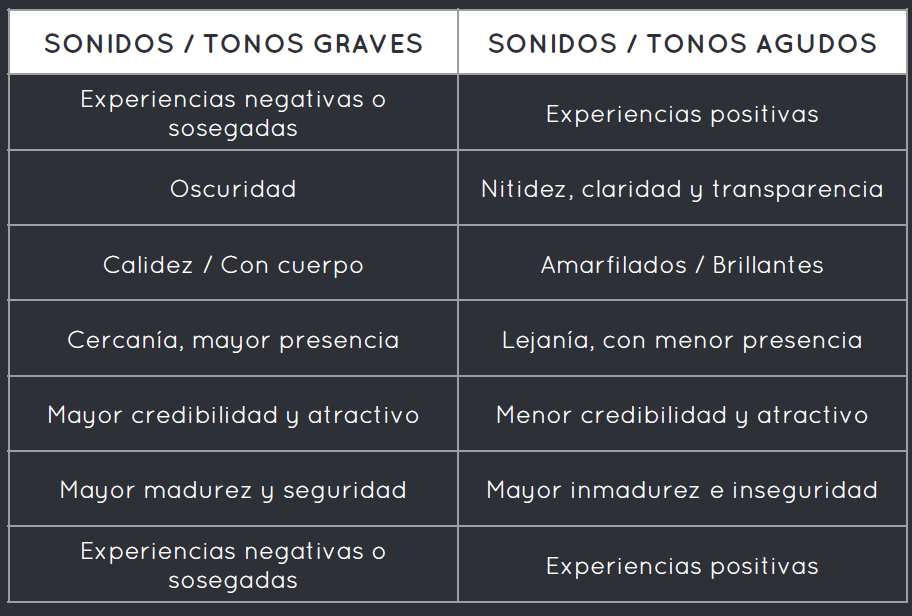 SONIDOS / TONOS GRAVES
SONIDOS / TONOS AGUDOS
Experiencias negativas o
sosegadas
Experiencias positivas
Oscuridad
Nitidez, claridad y transparencia
Calidez / Con cuerpo
Amarfilados / Brillantes
Cercanía, mayor presencia
Lejanía, con menor presencia
Mayor credibilidad y atractivo
Menor credibilidad y atractivo
Mayor madurez y seguridad
Mayor inmadurez e inseguridad
Experiencias negativas o
sosegadas
Experiencias positivas